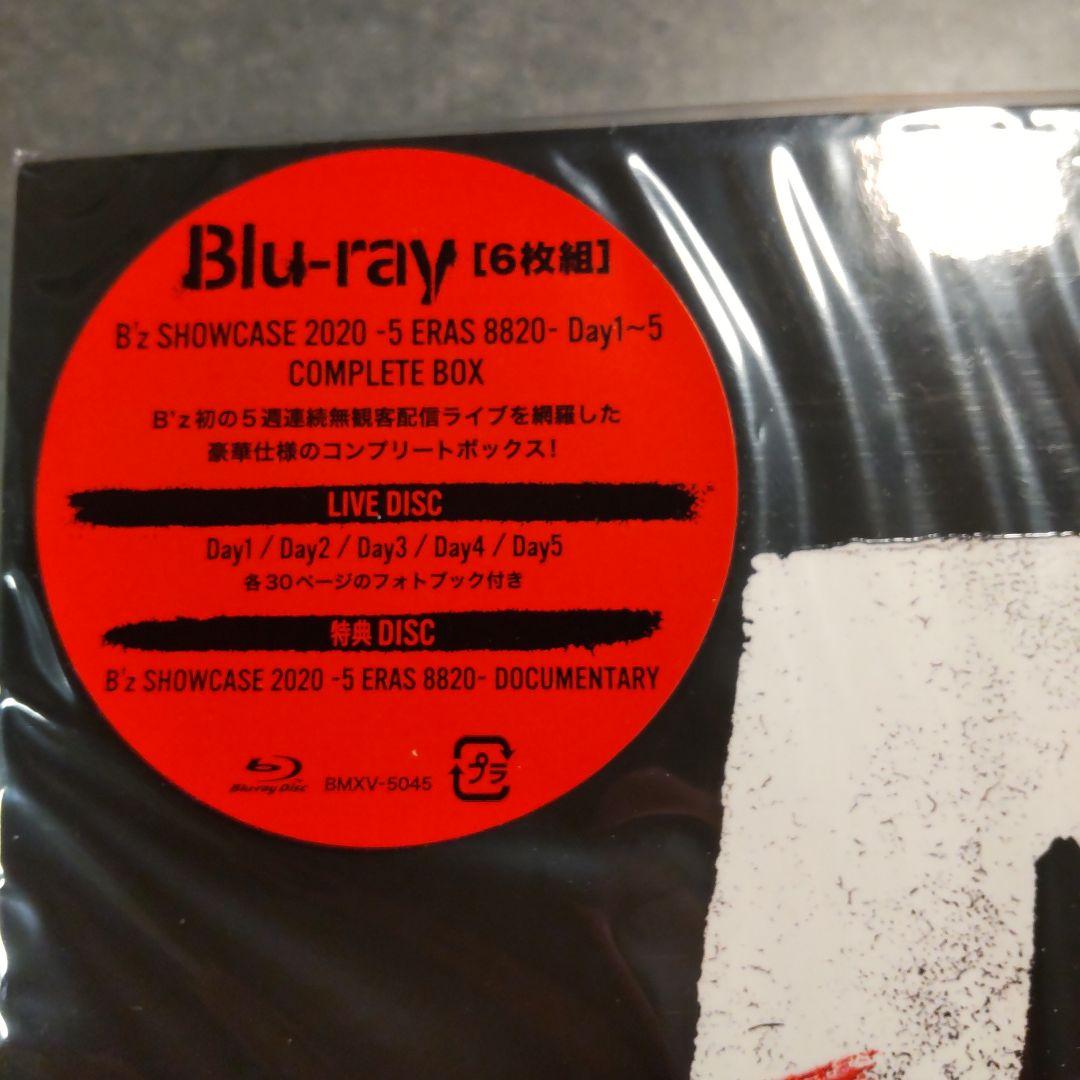 Blu-ray [6枚組]
B'z SHOWCASE 2020 -5 ERAS 8820- Day1~5
COMPLETE BOX
B'z初の5週連続無観客配信ライブを網羅した
豪華仕様のコンプリートボックス!
LIVE DISC
Day1 / Day2 / Day3 / Day4 / Day5
各30ページのフォトブック付き
特典 DISC
B'z SHOWCASE 2020 -5 ERAS 8820- DOCUMENTARY
Blu-ray Disc BMXV-5045 プラ